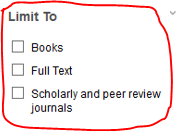 Limit To
Books
Full Text
Scholarly and peer review
journals